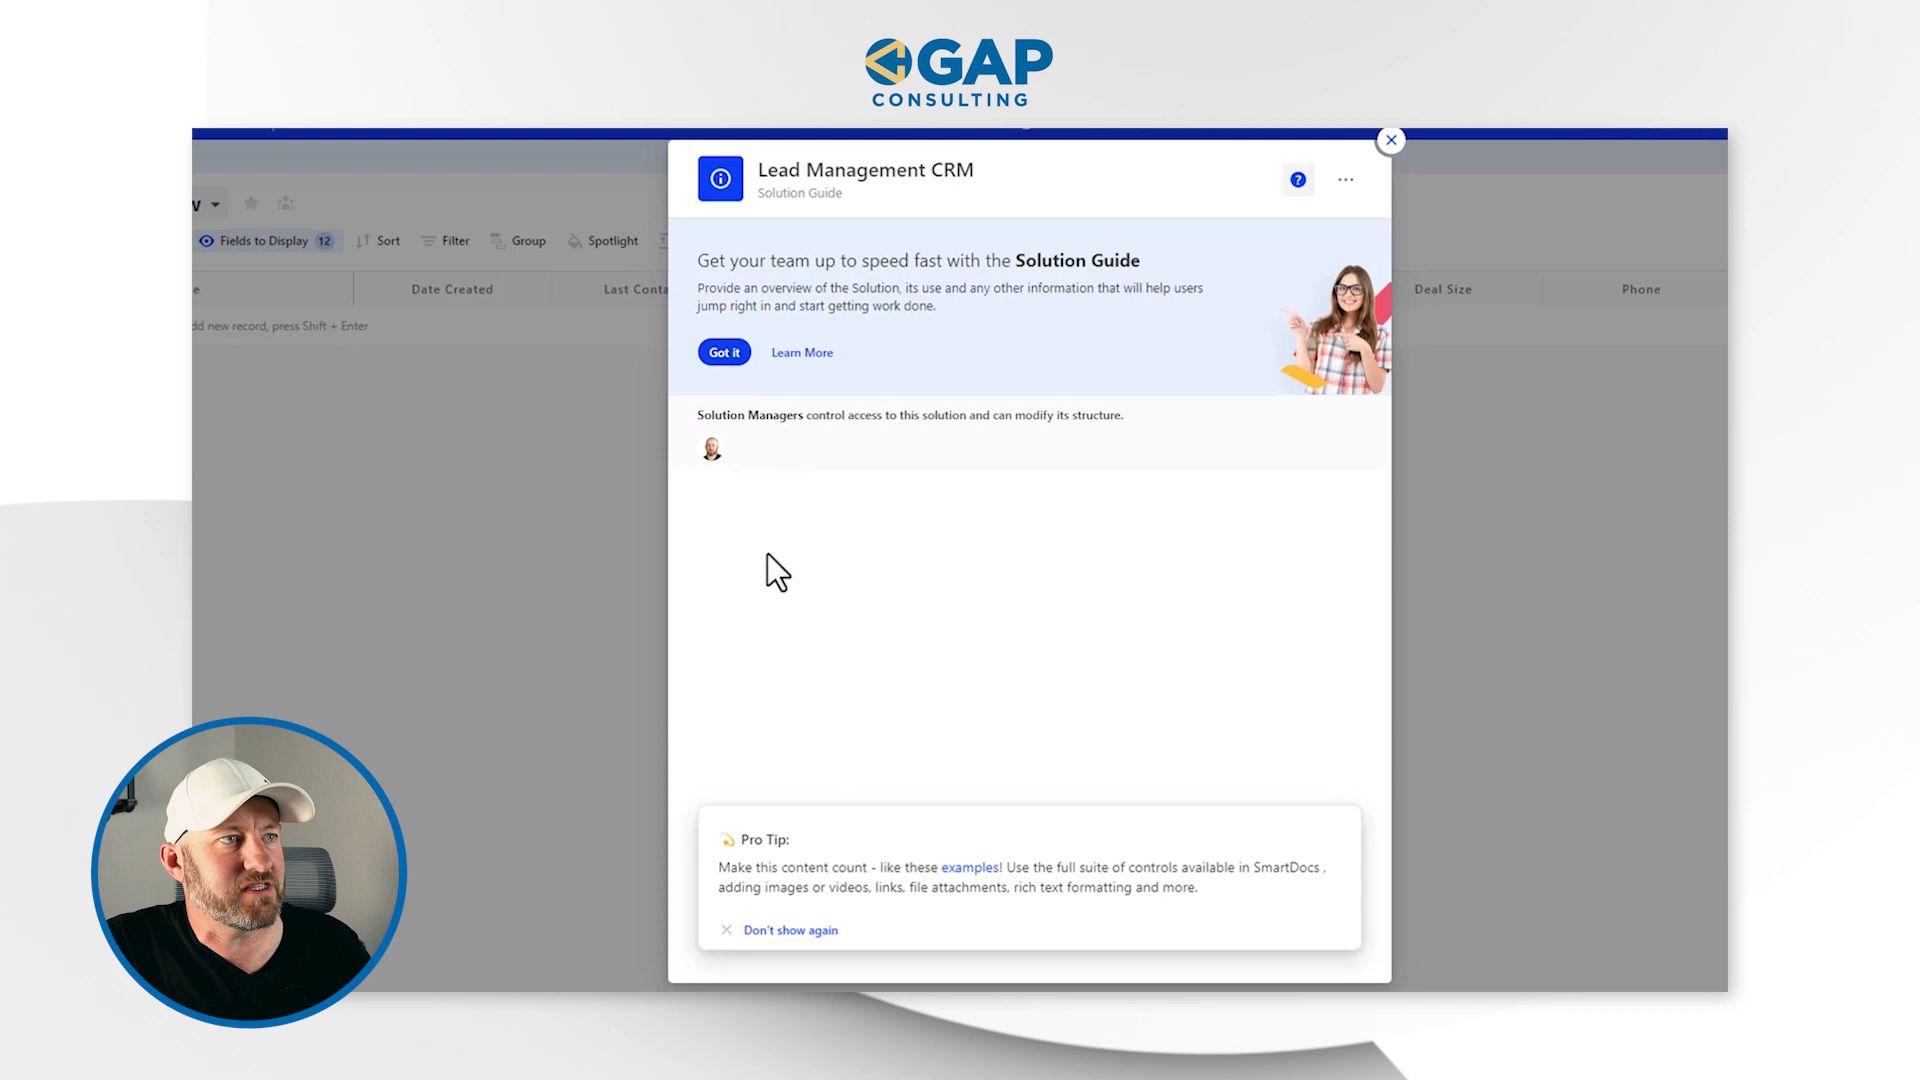 GAP
CONSULTING
Lead Management CRM
Solution Guide
?
Fields to Display 12 Sort Filter Group Spotlight
Get your team up to speed fast with the Solution Guide
Provide an overview of the Solution, its use and any other information that will help users
jump right in and start getting work done.
Got it Learn More
Date Created Last Conta Deal Size Phone
dd new record, press Shift + Enter
Solution Managers control access to this solution and can modify its structure.
Pro Tip:
Make this content count - like these examples! Use the full suite of controls available in SmartDocs ,
adding images or videos, links, file attachments, rich text formatting and more.
Don't show again